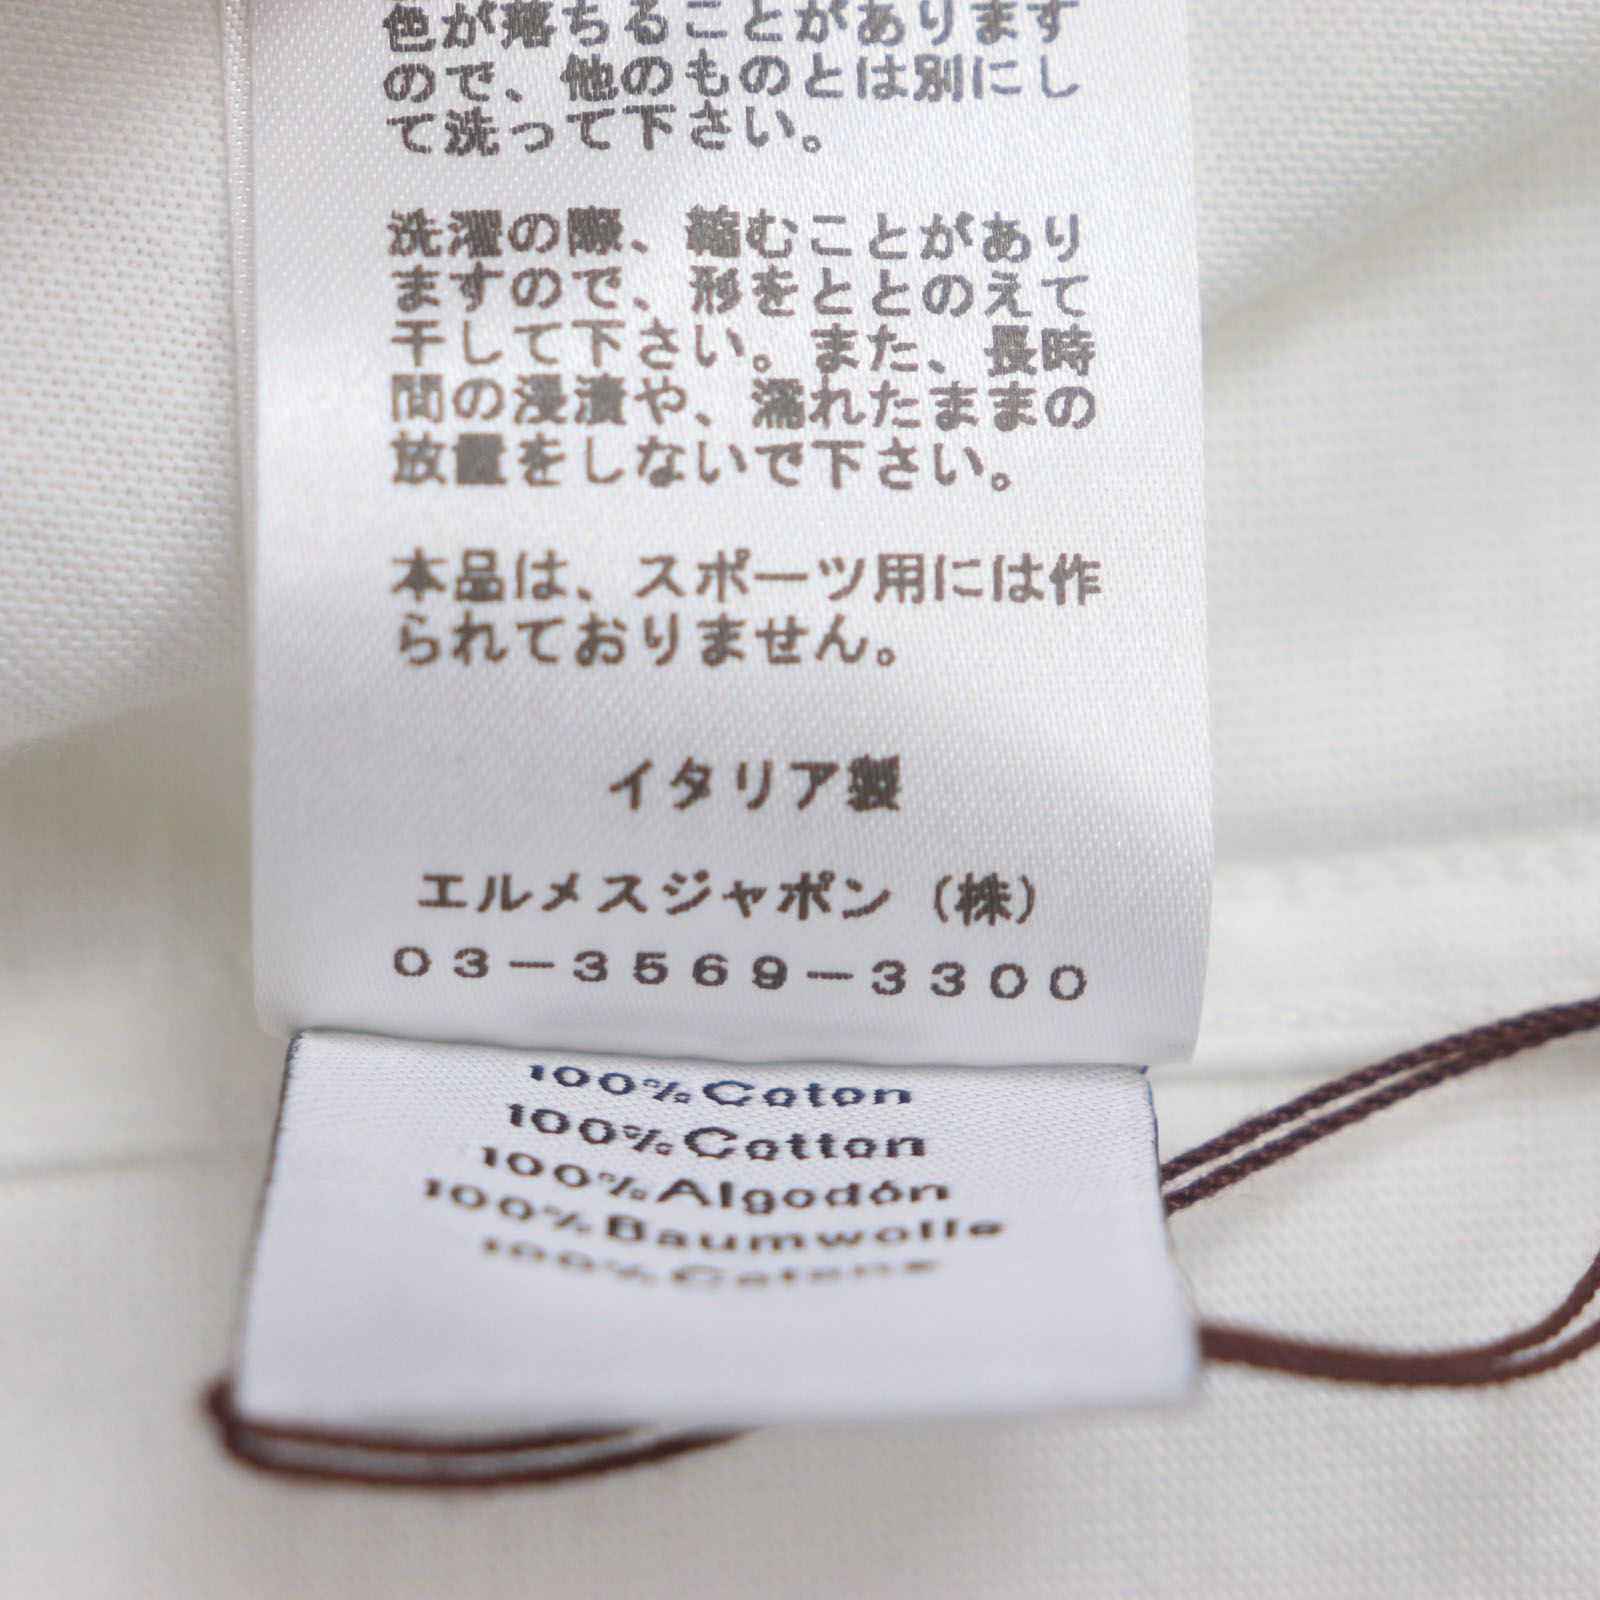 色が落ちることがあります
ので、他のものとは別にし
て洗って下さい。
洗濯の際、縮むことがあり
ますので、形をととのえて
干して下さい。また、長時
間の浸漬や、濡れたままの
放置をしないで下さい。
本品は、スポーツ用には作
られておりません。
イタリア製
エルメスジャポン（株）
03-3569-3300
100%Coton
100%Cotton
100%Algodón
100%Baumwolle
100%Cotone